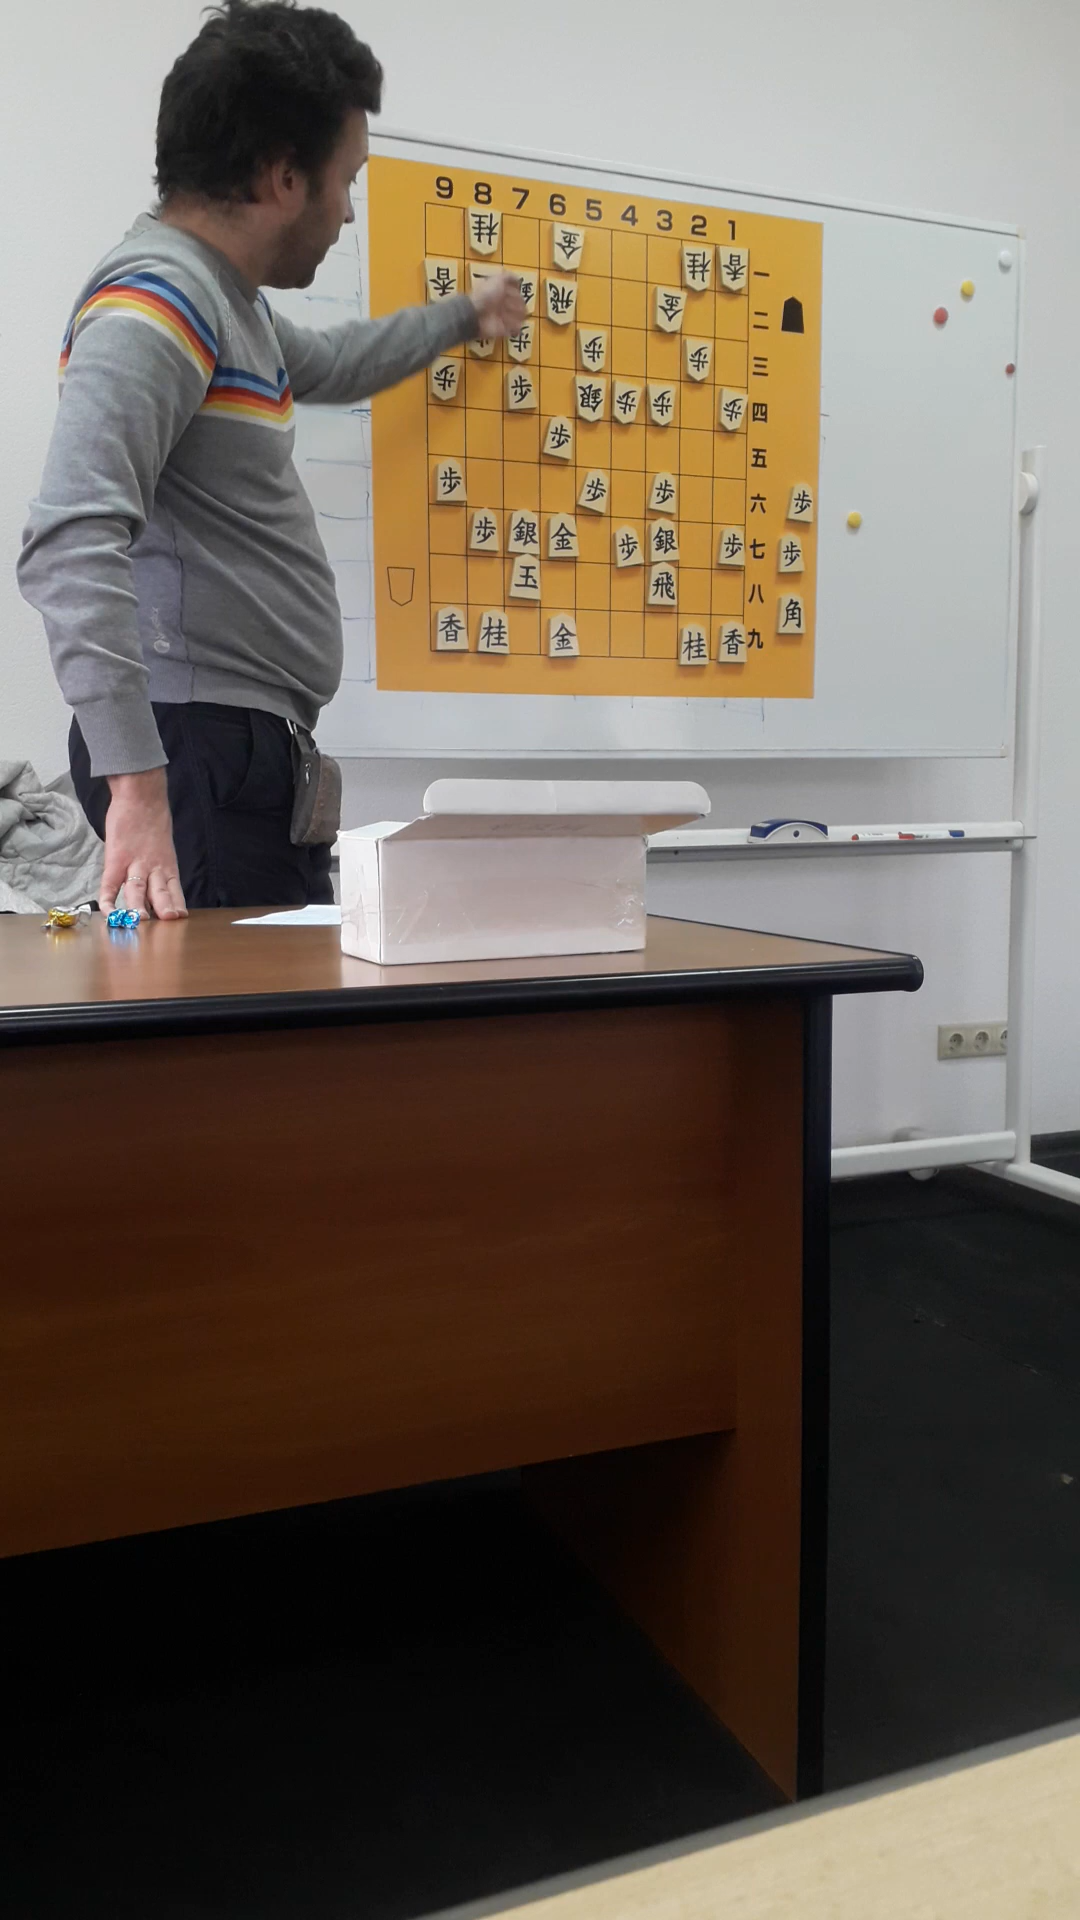 9 8 7 6 5 4 3 2 1
桂 金 桂 香 一
香 飛 金 二
歩 歩 歩 三
歩 歩 銀 歩 歩 歩 四
歩 五
歩 歩 歩 六 歩
歩 銀 金 歩 銀 歩 七 歩
玉 飛 八 角
香 桂 金 桂 香 九